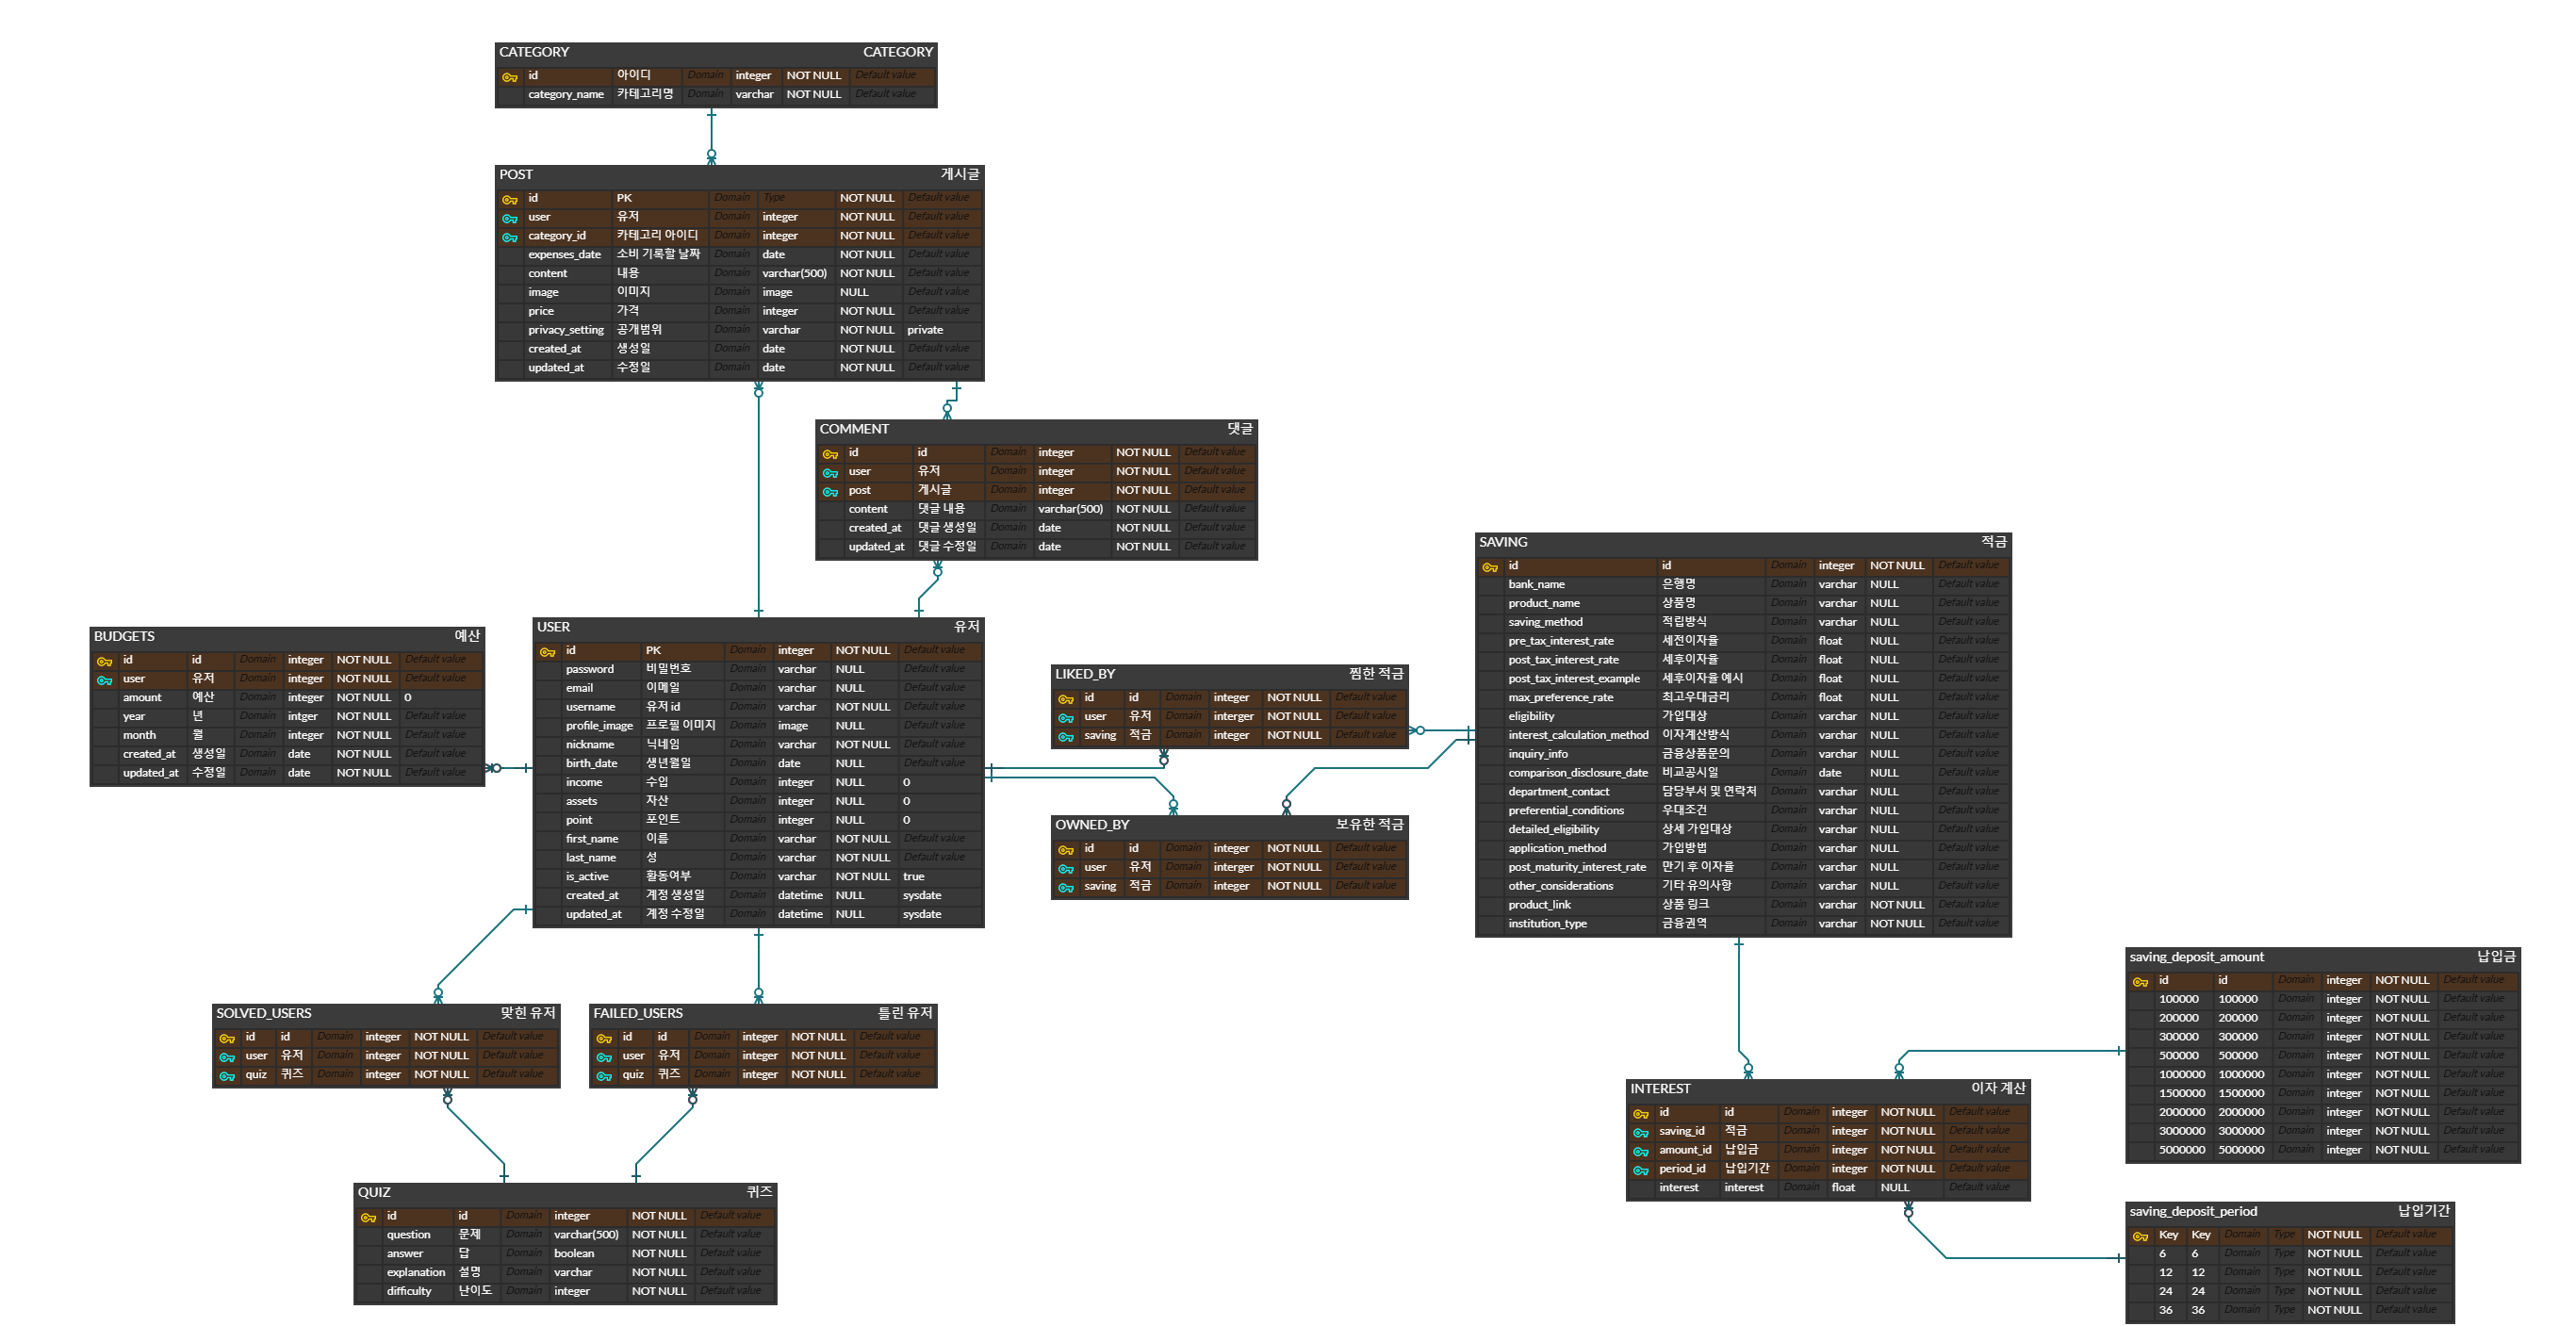 CATEGORY CATEGORY
id 아이디 Domain integer NOT NULL Default value
category_name 카테고리명 Domain varchar NOT NULL Default value
POST 게시글
id PK Domain Type NOT NULL Default value
user 유저 Domain integer NOT NULL Default value
category_id 카테고리 아이디 Domain integer NOT NULL Default value
expenses_date 소비 기록할 날짜 Domain date NOT NULL Default value
content 내용 Domain varchar(500) NOT NULL Default value
image 이미지 Domain image NULL Default value
price 가격 Domain integer NOT NULL Default value
privacy_setting 공개범위 Domain varchar NOT NULL private
created_at 생성일 Domain date NOT NULL Default value
updated_at 수정일 Domain date NOT NULL Default value
COMMENT 댓글
id id Domain integer NOT NULL Default value
user 유저 Domain integer NOT NULL Default value
post 게시글 Domain integer NOT NULL Default value
content 댓글 내용 Domain varchar(500) NOT NULL Default value
created_at 댓글 생성일 Domain date NOT NULL Default value
updated_at 댓글 수정일 Domain date NOT NULL Default value
BUDGETS 예산
id id Domain integer NOT NULL Default value
user 유저 Domain integer NOT NULL Default value
amount 예산 Domain integer NOT NULL 0
year 년 Domain intger NOT NULL Default value
month 월 Domain integer NOT NULL Default value
created_at 생성일 Domain date NOT NULL Default value
updated_at 수정일 Domain date NOT NULL Default value
USER 유저
id PK Domain integer NOT NULL Default value
password 비밀번호 Domain varchar NULL Default value
email 이메일 Domain varchar NULL Default value
username 유저 id Domain varchar NOT NULL Default value
profile_image 프로필 이미지 Domain image NULL Default value
nickname 닉네임 Domain varchar NOT NULL Default value
birth_date 생년월일 Domain date NULL Default value
income 수입 Domain integer NULL 0
assets 자산 Domain integer NULL 0
point 포인트 Domain integer NULL 0
first_name 이름 Domain varchar NOT NULL Default value
last_name 성 Domain varchar NOT NULL Default value
is_active 활동여부 Domain varchar NOT NULL true
created_at 계정 생성일 Domain datetime NULL sysdate
updated_at 계정 수정일 Domain datetime NULL sysdate
LIKED_BY 찜한 적금
id id Domain integer NOT NULL Default value
user 유저 Domain interger NOT NULL Default value
saving 적금 Domain integer NOT NULL Default value
OWNED_BY 보유한 적금
id id Domain integer NOT NULL Default value
user 유저 Domain interger NOT NULL Default value
saving 적금 Domain integer NOT NULL Default value
SAVING 적금
id id Domain integer NOT NULL Default value
bank_name 은행명 Domain varchar NULL Default value
product_name 상품명 Domain varchar NULL Default value
saving_method 적립방식 Domain varchar NULL Default value
pre_tax_interest_rate 세전이자율 Domain float NULL Default value
post_tax_interest_rate 세후이자율 Domain float NULL Default value
post_tax_interest_example 세후이자율 예시 Domain float NULL Default value
max_preference_rate 최고우대금리 Domain float NULL Default value
eligibility 가입대상 Domain varchar NULL Default value
interest_calculation_method 이자계산방식 Domain varchar NULL Default value
inquiry_info 금융상품문의 Domain varchar NULL Default value
comparison_disclosure_date 비교공시일 Domain date NULL Default value
department_contact 담당부서 및 연락처 Domain varchar NULL Default value
preferential_conditions 우대조건 Domain varchar NULL Default value
detailed_eligibility 상세 가입대상 Domain varchar NULL Default value
application_method 가입방법 Domain varchar NULL Default value
post_maturity_interest_rate 만기 후 이자율 Domain varchar NULL Default value
other_considerations 기타 유의사항 Domain varchar NULL Default value
product_link 상품 링크 Domain varchar NOT NULL Default value
institution_type 금융권역 Domain varchar NOT NULL Default value
SOLVED_USERS 맞힌 유저
id id Domain integer NOT NULL Default value
user 유저 Domain integer NOT NULL Default value
quiz 퀴즈 Domain integer NOT NULL Default value
FAILED_USERS 틀린 유저
id id Domain integer NOT NULL Default value
user 유저 Domain integer NOT NULL Default value
quiz 퀴즈 Domain integer NOT NULL Default value
QUIZ 퀴즈
id id Domain integer NOT NULL Default value
question 문제 Domain varchar(500) NOT NULL Default value
answer 답 Domain boolean NOT NULL Default value
explanation 설명 Domain varchar NOT NULL Default value
difficulty 난이도 Domain integer NOT NULL Default value
INTEREST 이자 계산
id id Domain integer NOT NULL Default value
saving_id 적금 Domain integer NOT NULL Default value
amount_id 납입금 Domain integer NOT NULL Default value
period_id 납입기간 Domain integer NOT NULL Default value
interest interest Domain float NULL Default value
saving_deposit_amount 납입금
id id Domain integer NOT NULL Default value
100000 100000 Domain integer NOT NULL Default value
200000 200000 Domain integer NOT NULL Default value
300000 300000 Domain integer NOT NULL Default value
500000 500000 Domain integer NOT NULL Default value
1000000 1000000 Domain integer NOT NULL Default value
1500000 1500000 Domain integer NOT NULL Default value
2000000 2000000 Domain integer NOT NULL Default value
3000000 3000000 Domain integer NOT NULL Default value
5000000 5000000 Domain integer NOT NULL Default value
saving_deposit_period 납입기간
Key Key Domain Type NOT NULL Default value
6 6 Domain Type NOT NULL Default value
12 12 Domain Type NOT NULL Default value
24 24 Domain Type NOT NULL Default value
36 36 Domain Type NOT NULL Default value